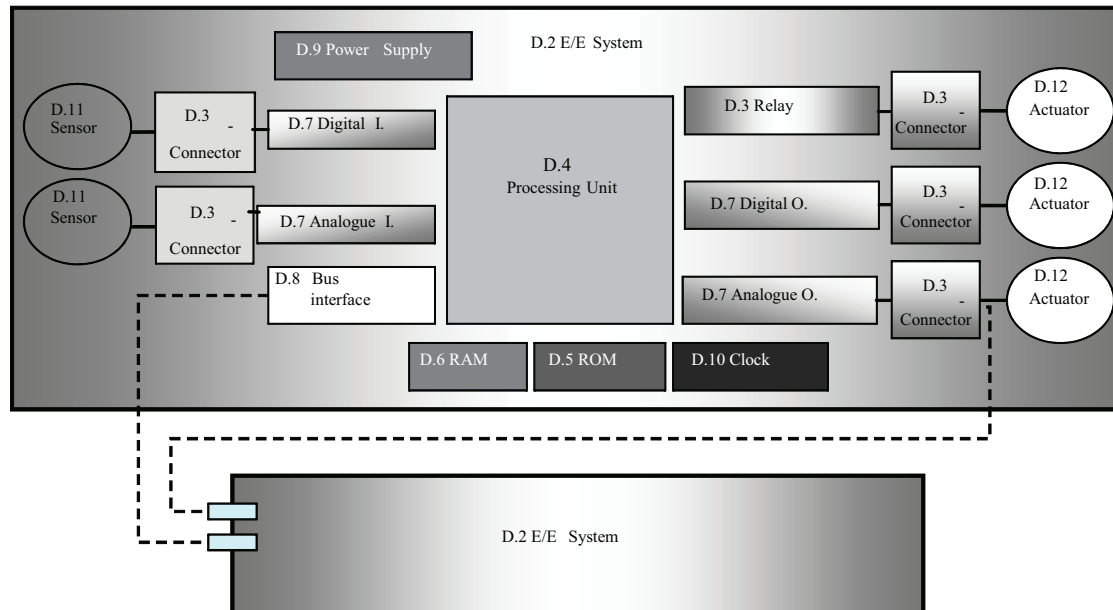 D.2 E/E System
D.9 Power Supply
D.11
Sensor
D.3
-
Connector
D.7 Digital I.
D.4
Processing Unit
D.3 Relay
D.3
-
Connector
D.12
Actuator
D.11
Sensor
D.3
-
Connector
D.7 Analogue I.
D.7 Digital O.
D.3
-
Connector
D.12
Actuator
D.8 Bus
interface
D.7 Analogue O.
D.3
-
Connector
D.12
Actuator
D.6 RAM
D.5 ROM
D.10 Clock
D.2 E/E System